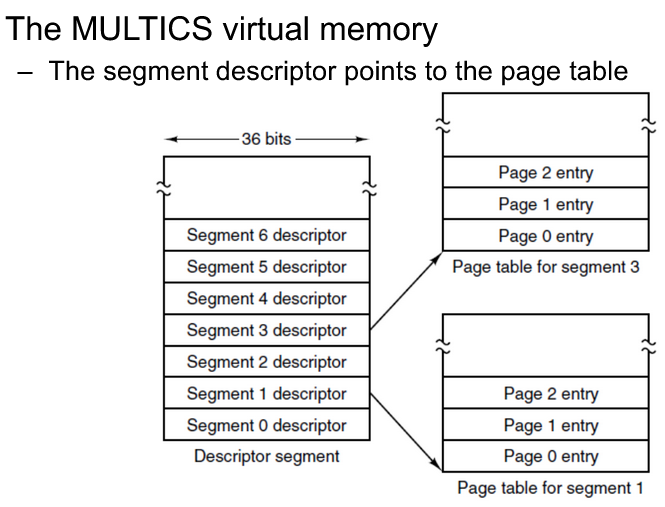 The MULTICS virtual memory
– The segment descriptor points to the page table
36 bits
Segment 6 descriptor
Segment 5 descriptor
Segment 4 descriptor
Segment 3 descriptor
Segment 2 descriptor
Segment 1 descriptor
Segment 0 descriptor
Descriptor segment
Page 2 entry
Page 1 entry
Page 0 entry
Page table for segment 3
Page 2 entry
Page 1 entry
Page 0 entry
Page table for segment 1